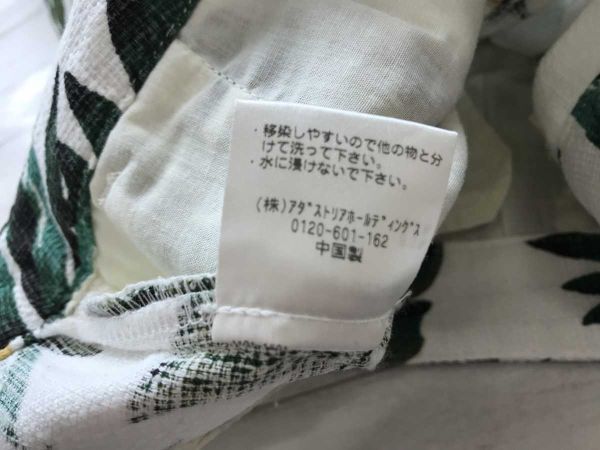 ・移染しやすいので他の物と分
けて洗って下さい。
・水に浸けないで下さい。
(株)アダストリアホールディングス
0120-601-162
中国製